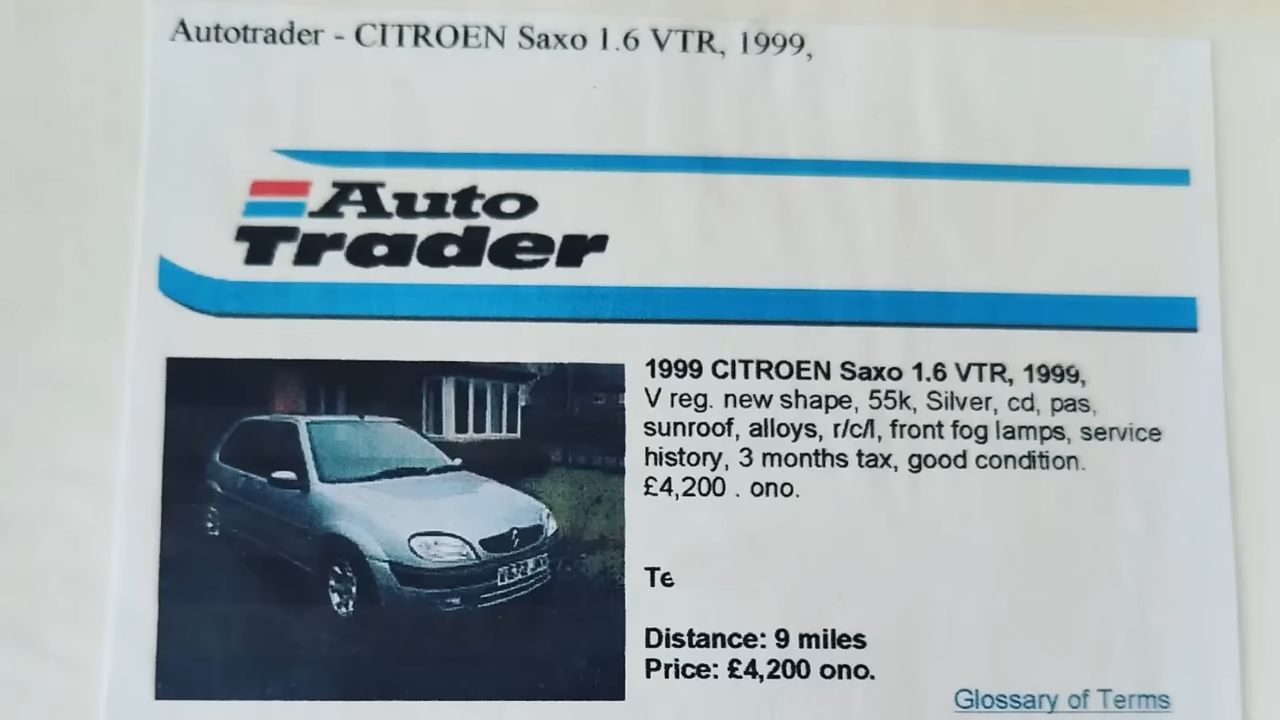 Autotrader - CITROEN Saxo 1.6 VTR, 1999,
Auto
Trader
1999 CITROEN Saxo 1.6 VTR, 1999,
V reg. new shape, 55k, Silver, cd, pas,
sunroof, alloys, r/c/l, front fog lamps, service
history, 3 months tax, good condition.
£4,200 . ono.
Te
Distance: 9 miles
Price: £4,200 ono.
Glossary of Terms